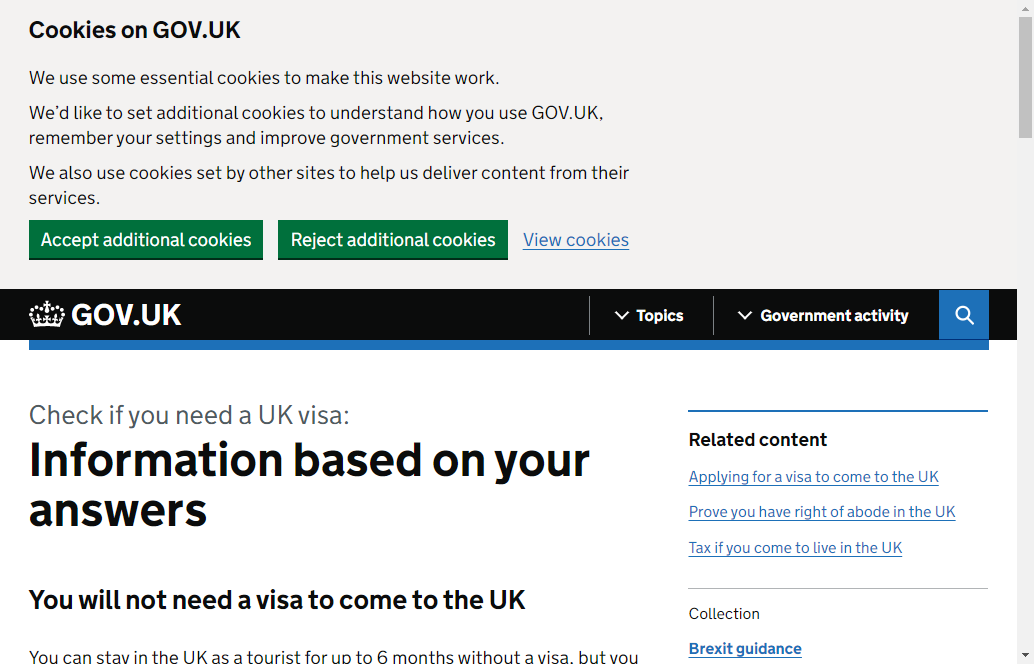 Cookies on GOV.UK
We use some essential cookies to make this website work.
We’d like to set additional cookies to understand how you use GOV.UK,
remember your settings and improve government services.
We also use cookies set by other sites to help us deliver content from their
services.
Accept additional cookies Reject additional cookies View cookies
GOV.UK Topics Government activity
Check if you need a UK visa:
Information based on your
answers
Related content
Applying for a visa to come to the UK
Prove you have right of abode in the UK
Tax if you come to live in the UK
You will not need a visa to come to the UK
Collection
Brexit guidance
You can stay in the UK as a tourist for up to 6 months without a visa, but you